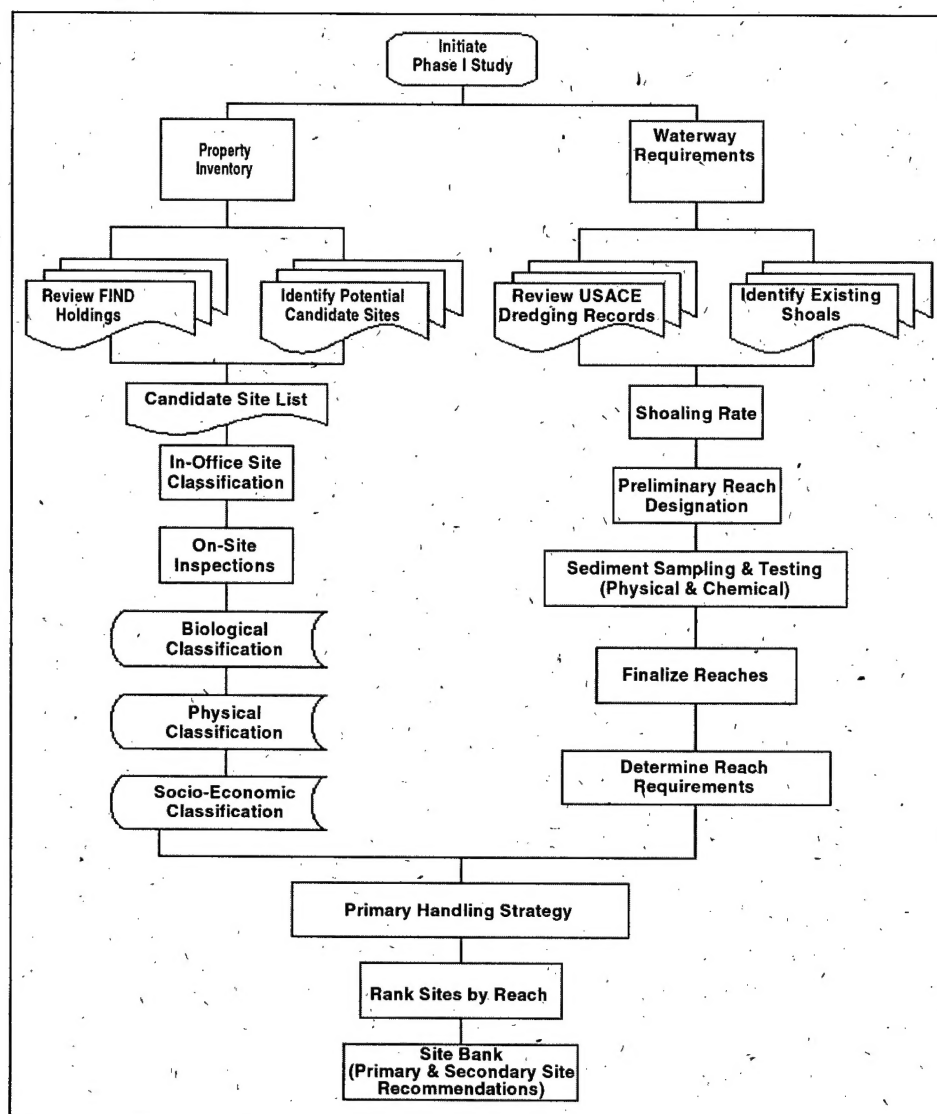 Initiate
Phase I Study
Property
Inventory
Waterway
Requirements
Review FIND
Holdings
Identify Potential
Candidate Sites
Review USACE
Dredging Records
Identify Existing
Shoals
Candidate Site List
In-Office Site
Classification
On-Site
Inspections
Biological
Classification
Physical
Classification
Socio-Economic
Classification
Shoaling Rate
Preliminary Reach
Designation
Sediment Sampling & Testing
(Physical & Chemical)
Finalize Reaches
Determine Reach
Requirements
Primary Handling Strategy
Rank Sites by Reach
Site Bank
(Primary & Secondary Site
Recommendations)